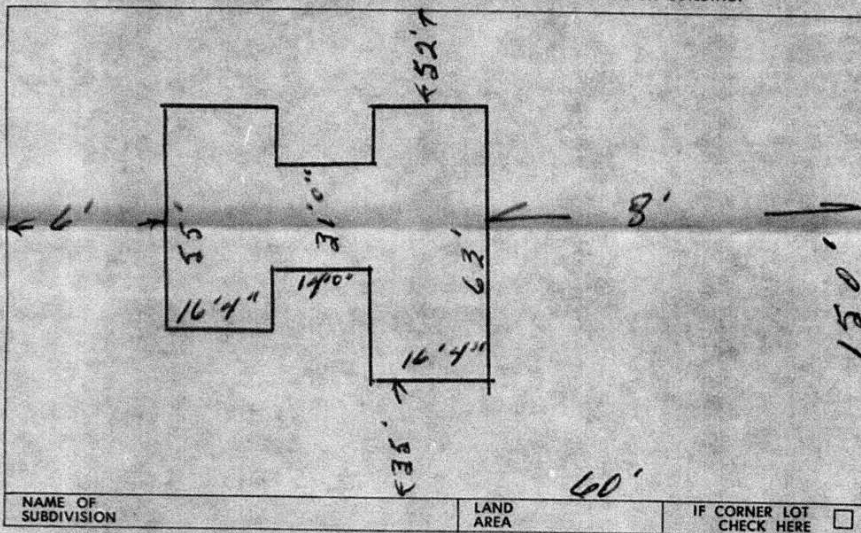 52'
6'
55'
31'0"
8'
63'
150'
14'0"
16'4"
16'4"
35'
60'
NAME OF
SUBDIVISION
LAND
AREA
IF CORNER LOT
CHECK HERE